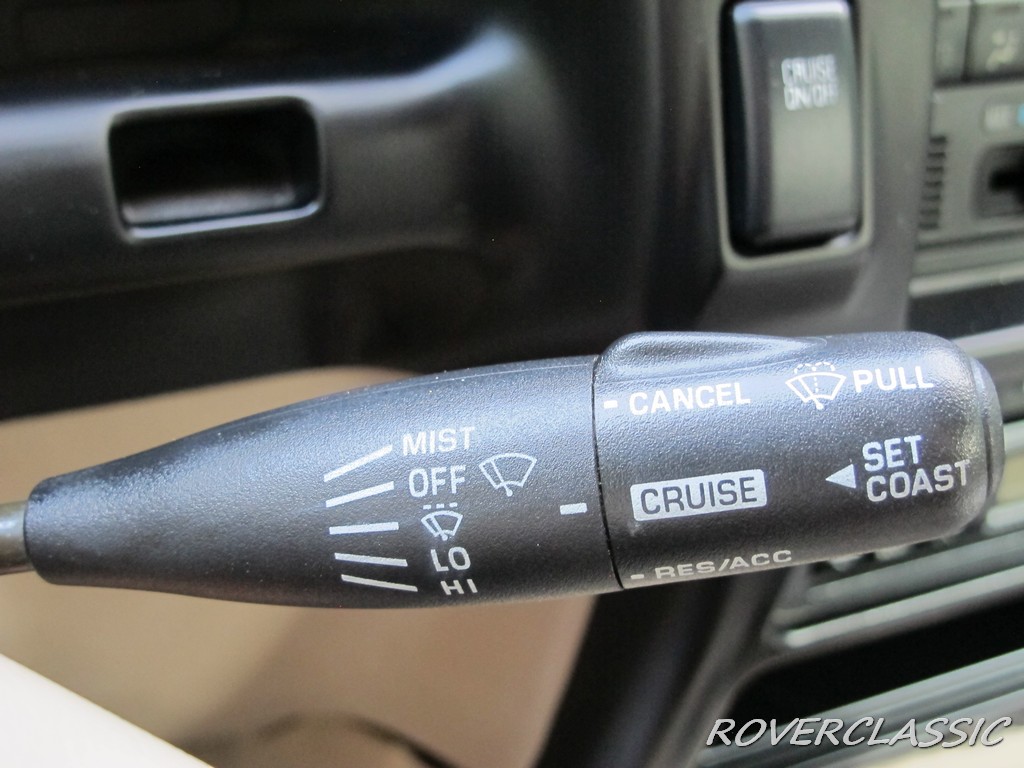 CRUISE
ON/OFF
MIST
OFF
LO
HI
CANCEL
PULL
SET
COAST
CRUISE
RES/ACC
ROVERCLASSIC